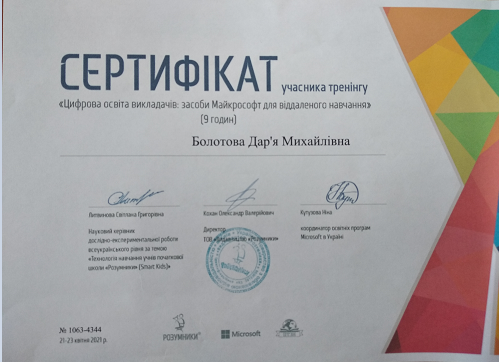 СЕРТИФІКАТ учасника тренінгу
«Цифрова освіта викладачів: засоби Майкрософт для віддаленого навчання»
(9 годин)
Болотова Дар'я Михайлівна
Литвинова Світлана Григорівна
Науковий керівник
дослідно-експериментальної роботи
всеукраїнського рівня за темою
«Технологія навчання учнів початкової
школи «Розумники» (Smart Kids)»
Кохан Олександр Валерійович
Директор
ТОВ «Видавництво «Розумники»
Кутузова Ніна
координатор освітніх програм
Microsoft в Україні
№ 1063-4344
21-23 квітня 2021 р.
РОЗУМНИКИ
Microsoft